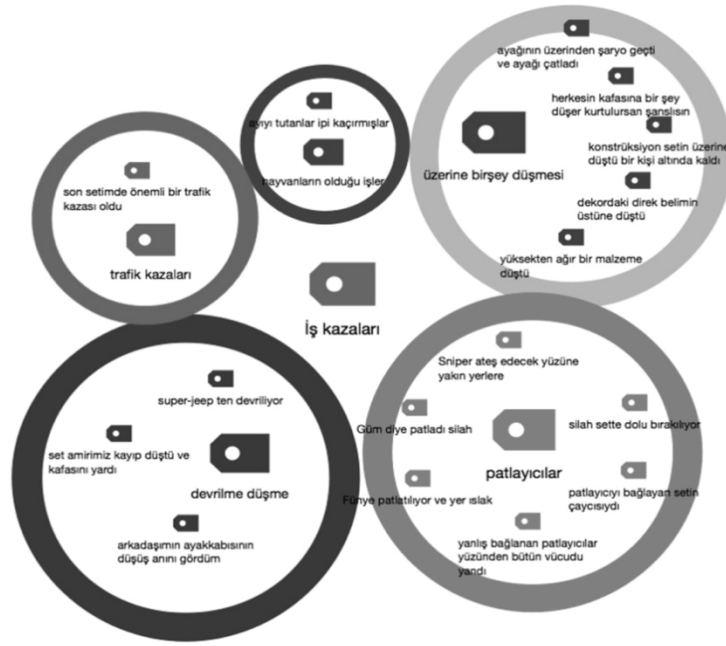 ayağının üzerinden şaryo geçti
ve ayağı çatladı
herkesin kafasına bir şey
düşer kurtulursan şanslısın
üzerine birşey düşmesi
konstrüksiyon setin üzerine
düştü bir kişi altında kaldı
dekordaki direk belimin
üstüne düştü
yüksekten ağır bir malzeme
düştü
ayıyı tutanlar ipi kaçırmışlar
hayvanların olduğu işler
son setimde önemli bir trafik
kazası oldu
trafik kazaları
İş kazaları
super-jeep ten devriliyor
set amirimiz kayıp düştü ve
kafasını yardı
devrilme düşme
arkadaşımın ayakkabısının
düşüş anını gördüm
Sniper ateş edecek yüzüne
yakın yerlere
Güm diye patladı silah
silah sette dolu bırakılıyor
patlayıcılar
Fünye patlatılıyor ve yer ıslak
patlayıcıyı bağlayan setin
çaycısıydı
yanlış bağlanan patlayıcılar
yüzünden bütün vücudu
yandı